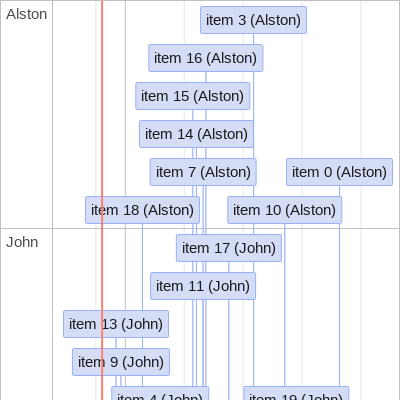 Alston
item 3 (Alston)
item 16 (Alston)
item 15 (Alston)
item 14 (Alston)
item 7 (Alston)
item 0 (Alston)
item 18 (Alston)
item 10 (Alston)
John
item 17 (John)
item 11 (John)
item 13 (John)
item 9 (John)
item 4 (John)
item 19 (John)